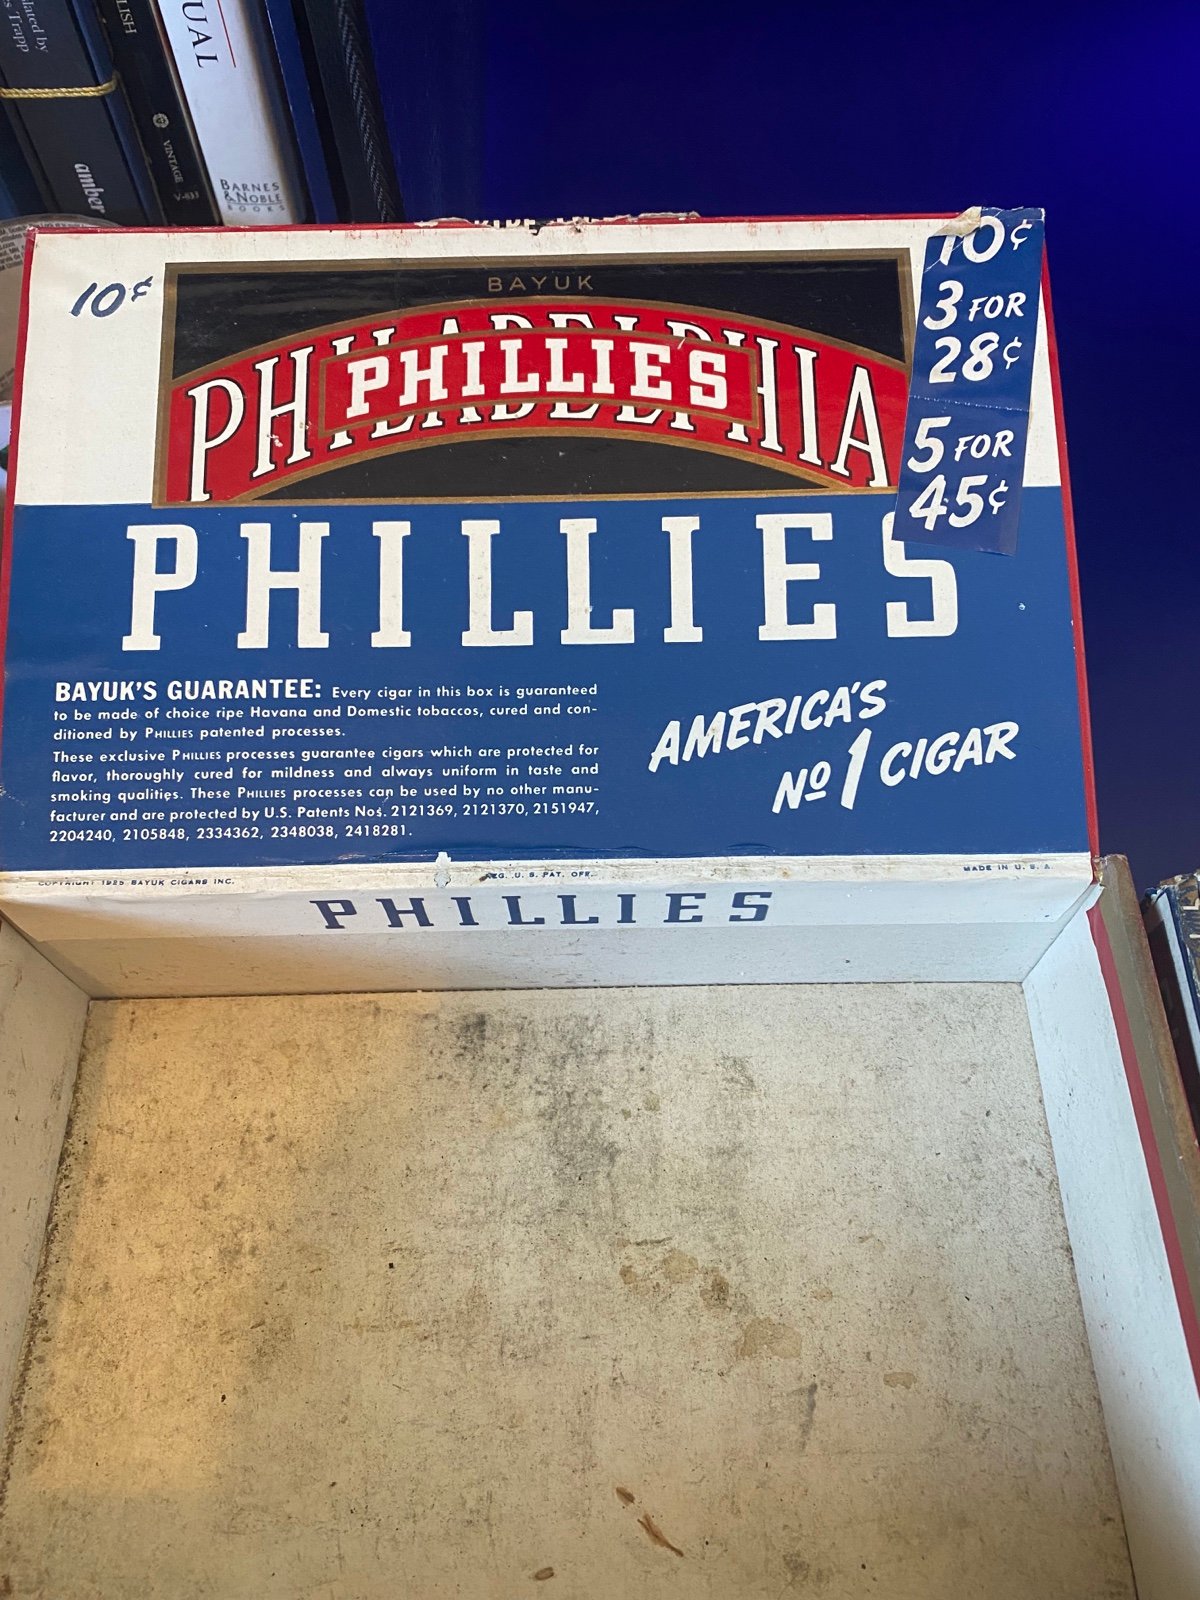 UAL
LISH
amber
VINTAGE
V-833
BARNES
& NOBLE
BOOKS
10¢
BAYUK
PHILADELPHIA
PHILLIES
10¢
3 FOR
28¢
5 FOR
45¢
PHILLIES
BAYUK'S GUARANTEE: Every cigar in this box is guaranteed
to be made of choice ripe Havana and Domestic tobaccos, cured and con-
ditioned by PHILLIES patented processes.
These exclusive PHILLIES processes guarantee cigars which are protected for
flavor, thoroughly cured for mildness and always uniform in taste and
smoking qualities. These PHILLIES processes can be used by no other manu-
facturer and are protected by U.S. Patents Nos. 2121369, 2121370, 2151947,
2204240, 2105848, 2334362, 2348038, 2418281.
AMERICA'S
No 1 CIGAR
COPYRIGHT 1925 BAYUK CIGARS INC.
REG. U. S. PAT. OFF.
MADE IN U. S. A.
PHILLIES